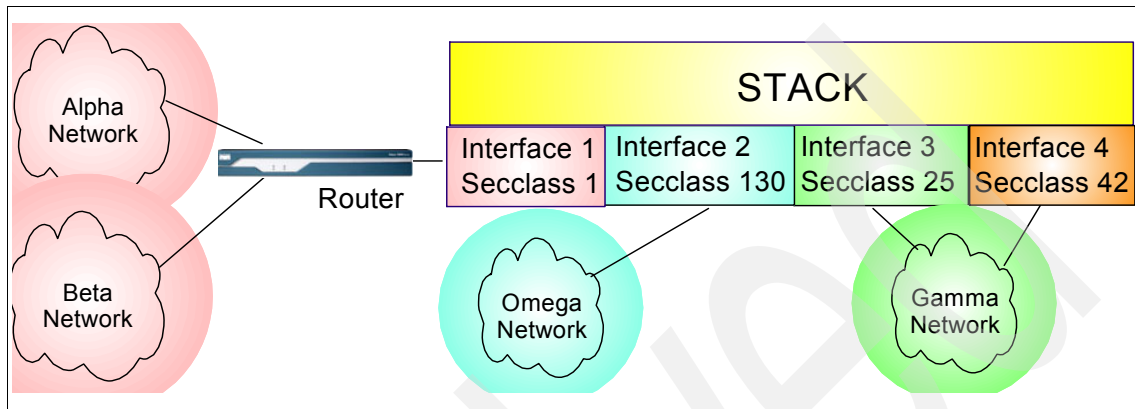 Alpha
Network
Beta
Network
Router
STACK
Interface 1
Secclass 1
Interface 2
Secclass 130
Interface 3
Secclass 25
Interface 4
Secclass 42
Omega
Network
Gamma
Network